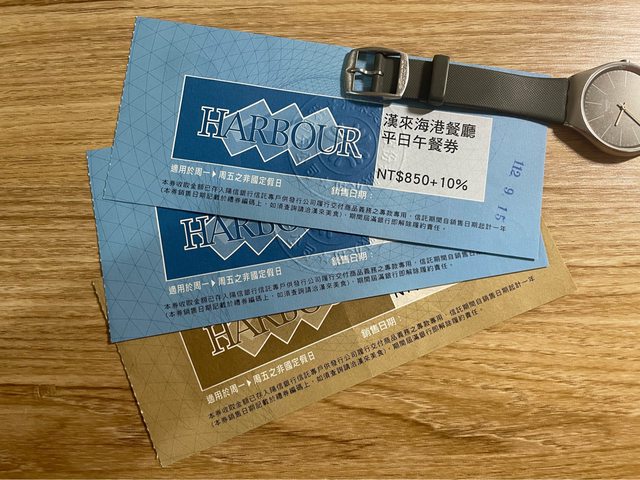 HARBOUR
漢來海港餐廳
平日午餐券
NT$850+10%
適用於周一▸周五之非國定假日
銷售日期：
112 9 15
本券收取金額已存入陽信銀行信託專戶供發行公司履行交付商品義務之專款專用，信託期間自銷售日期起計一年
(本券銷售日期記載於禮券編碼上，如須查詢請洽漢來美食)，期間屆滿銀行即解除履約責任。
HARBOUR
適用於周一▸周五之非國定假日
銷售日期：
本券收取金額已存入陽信銀行信託專戶供發行公司履行交付商品義務之專款專用，信託期間自銷售日期起計一年
(本券銷售日期記載於禮券編碼上，如須查詢請洽漢來美食)，期間屆滿銀行即解除履約責任。
HARBOUR
適用於周一▸周五之非國定假日
銷售日期：
本券收取金額已存入陽信銀行信託專戶供發行公司履行交付商品義務之專款專用，信託期間自銷售日期起計一年
(本券銷售日期記載於禮券編碼上，如須查詢請洽漢來美食)，期間屆滿銀行即解除履約責任。